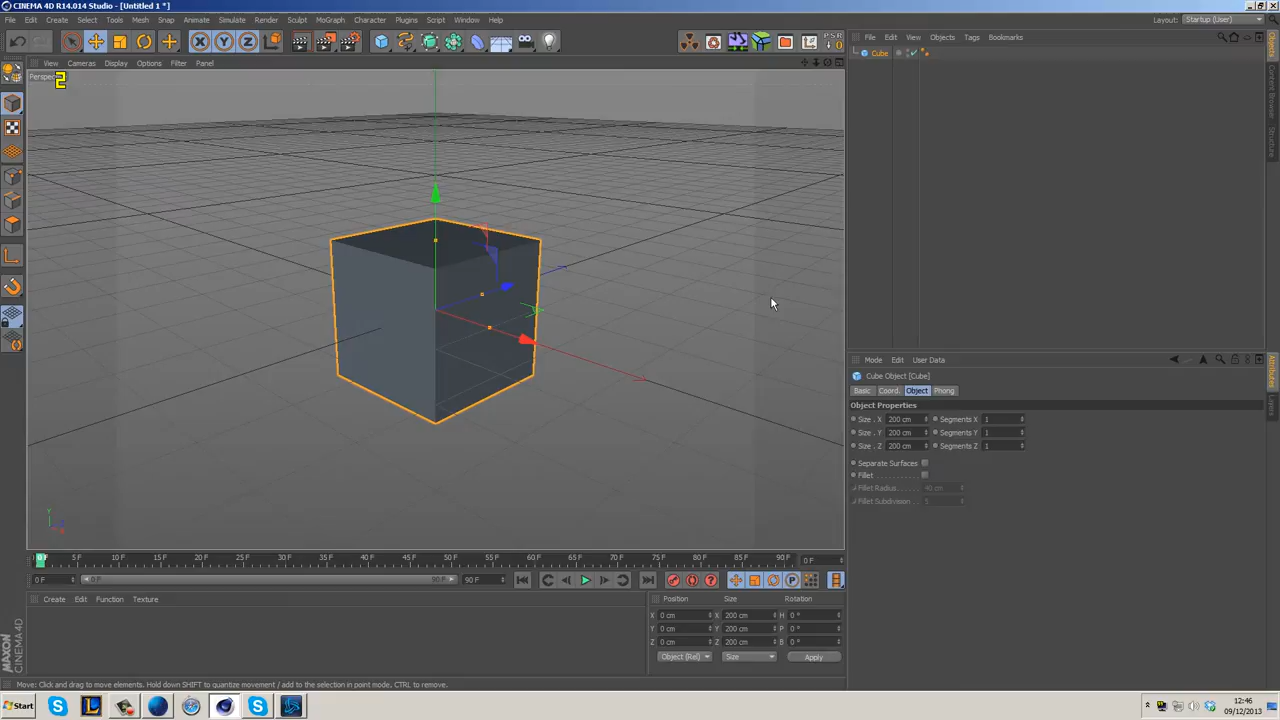 CINEMA 4D R14.014 Studio - [Untitled 1 *]
File Edit Create Select Tools Mesh Snap Animate Simulate Render Sculpt MoGraph Character Plugins Script Window Help
Layout: Startup (User)
PSR
X Y Z
View Cameras Display Options Filter Panel
File Edit View Objects Tags Bookmarks
Cube
2
Objects
Content Browser
Structure
Mode Edit User Data
Cube Object [Cube]
Basic Coord. Object Phong
Object Properties
Size . X 200 cm Segments X 1
Size . Y 200 cm Segments Y 1
Size . Z 200 cm Segments Z 1
Separate Surfaces
Fillet
Fillet Radius 40 cm
Fillet Subdivision 5
Attributes
Layers
Y
0 F 5 F 10 F 15 F 20 F 25 F 30 F 35 F 40 F 45 F 50 F 55 F 60 F 65 F 70 F 75 F 80 F 85 F 90 F 0 F
0 F 0 F 90 F 90 F
Create Edit Function Texture
Position Size Rotation
X 0 cm X 200 cm H 0 °
Y 0 cm Y 200 cm P 0 °
Z 0 cm Z 200 cm B 0 °
Object (Rel) Size Apply
MAXON
CINEMA 4D
Move: Click and drag to move elements. Hold down SHIFT to quantize movement / add to the selection in point mode, CTRL to remove.
Start
12:46
09/12/2013